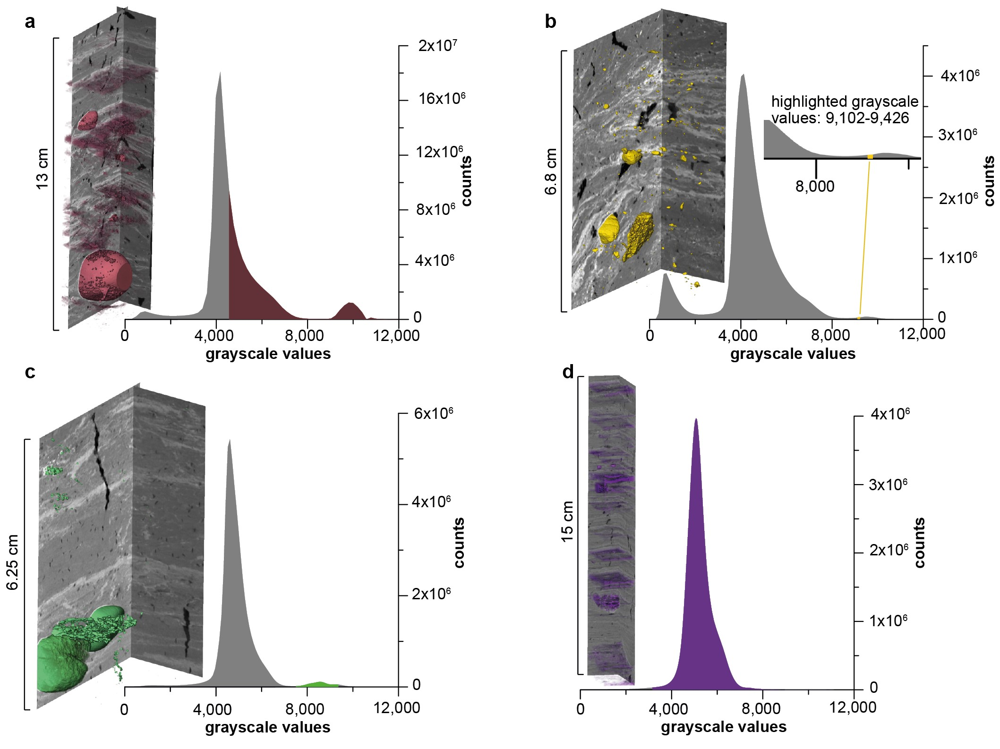 a
13 cm
2x10⁷
16x10⁶
12x10⁶
8x10⁶
4x10⁶
0
counts
0
4,000
8,000
12,000
grayscale values
b
6.8 cm
highlighted grayscale
values: 9,102-9,426
8,000
4x10⁶
3x10⁶
2x10⁶
1x10⁶
0
counts
0
4,000
8,000
12,000
grayscale values
c
6.25 cm
6x10⁶
4x10⁶
2x10⁶
0
counts
0
4,000
8,000
12,000
grayscale values
d
15 cm
4x10⁶
3x10⁶
2x10⁶
1x10⁶
0
counts
0
4,000
8,000
12,000
grayscale values